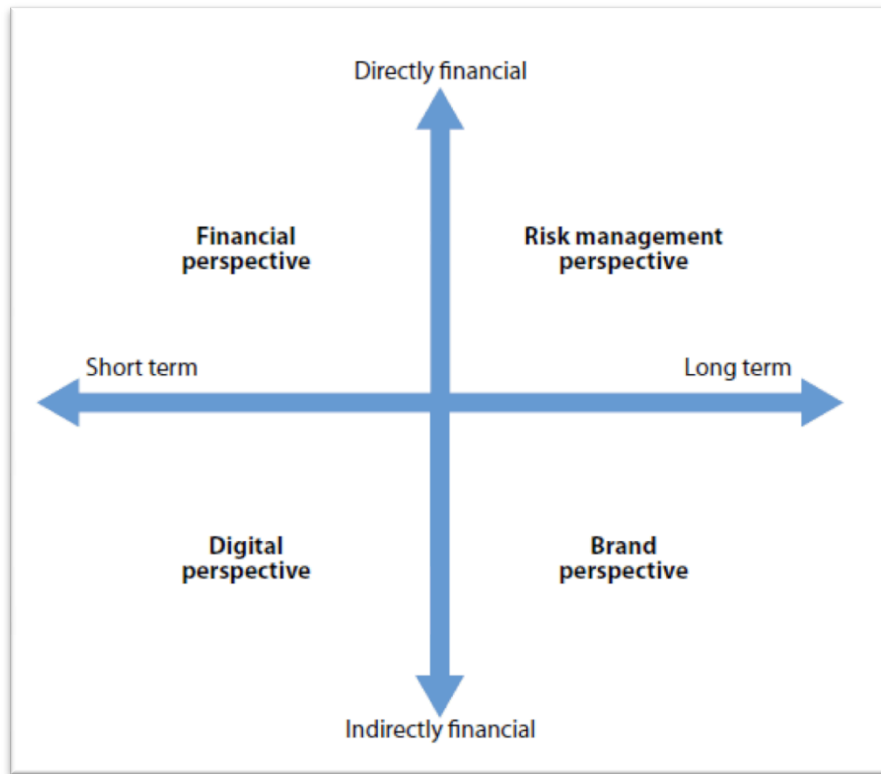 Directly financial
Financial
perspective
Risk management
perspective
Short term
Long term
Digital
perspective
Brand
perspective
Indirectly financial